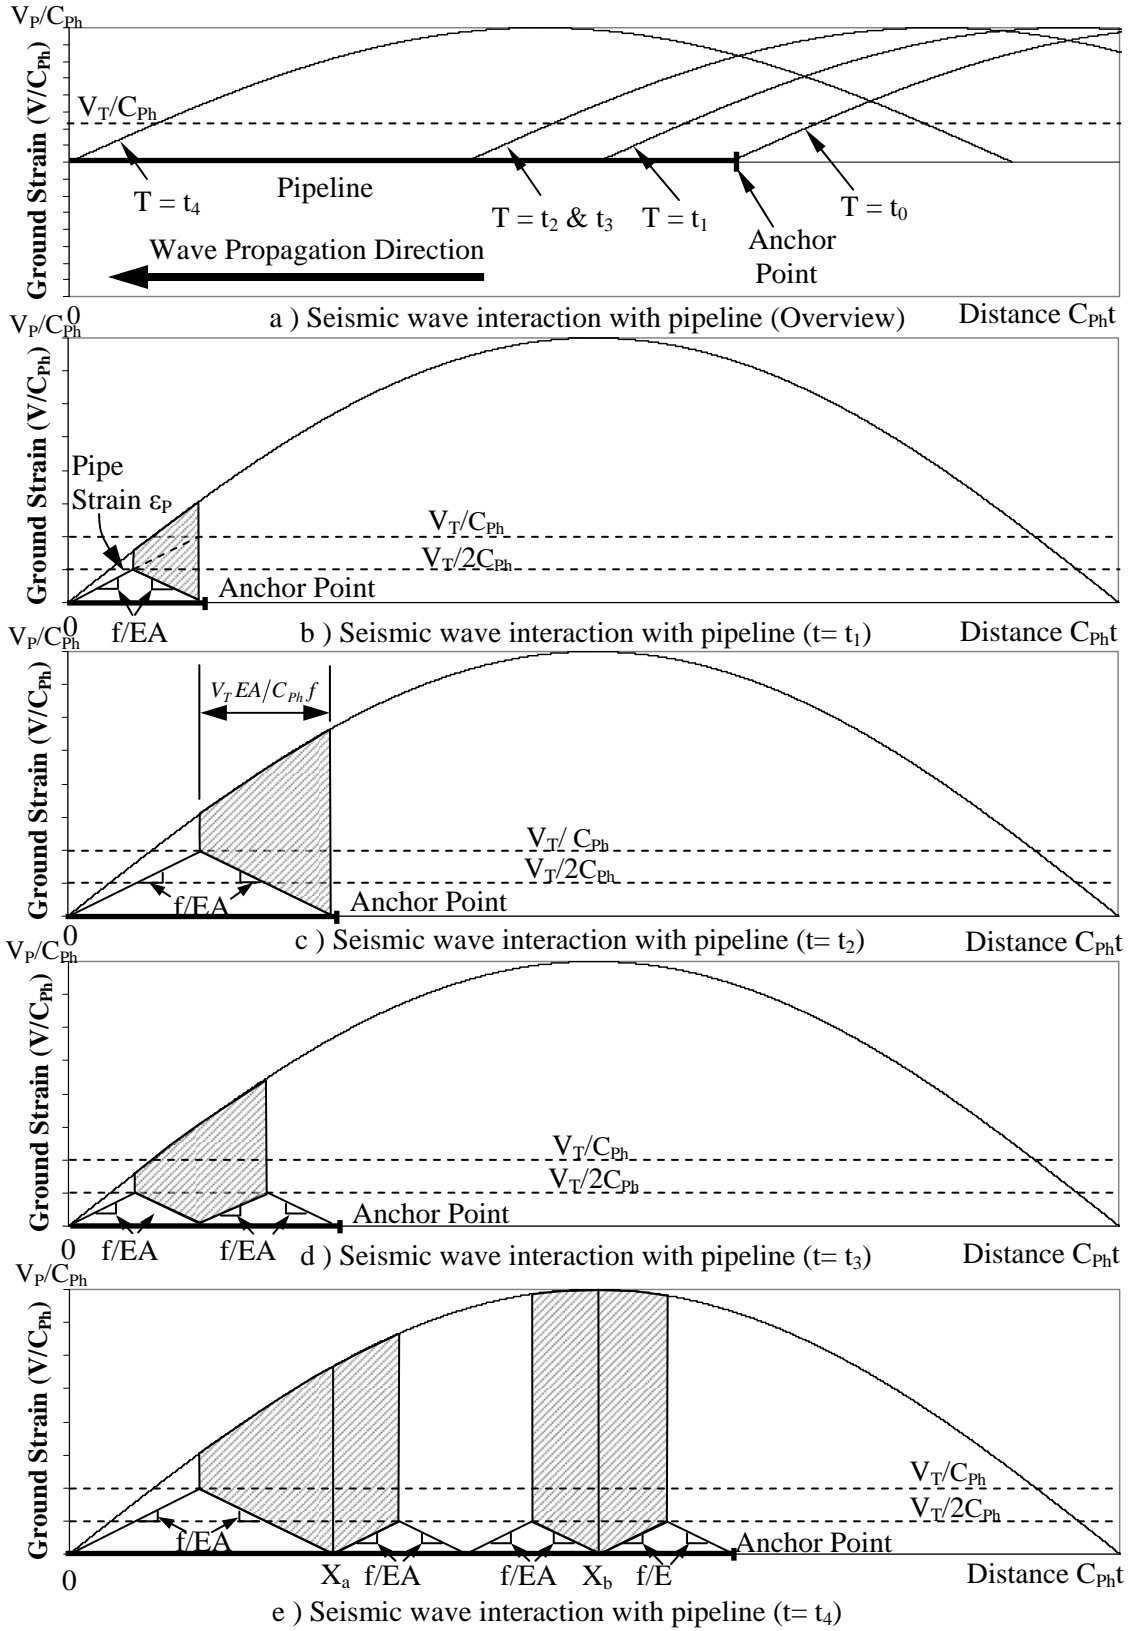 V_P/C_Ph
Ground Strain (V/C_Ph)
V_T/C_Ph
T = t_4
Pipeline
T = t_2 & t_3
T = t_1
T = t_0
Anchor
Point
Wave Propagation Direction
0
a ) Seismic wave interaction with pipeline (Overview)
Distance C_Pht
V_P/C_Ph
Ground Strain (V/C_Ph)
Pipe
Strain ε_P
V_T/C_Ph
V_T/2C_Ph
Anchor Point
0
f/EA
b ) Seismic wave interaction with pipeline (t= t_1)
Distance C_Pht
V_P/C_Ph
Ground Strain (V/C_Ph)
V_T EA/C_Ph f
V_T/ C_Ph
V_T/2C_Ph
f/EA
Anchor Point
0
c ) Seismic wave interaction with pipeline (t= t_2)
Distance C_Pht
V_P/C_Ph
Ground Strain (V/C_Ph)
V_T/C_Ph
V_T/2C_Ph
Anchor Point
0
f/EA
f/EA
d ) Seismic wave interaction with pipeline (t= t_3)
Distance C_Pht
V_P/C_Ph
Ground Strain (V/C_Ph)
V_T/C_Ph
V_T/2C_Ph
f/EA
Anchor Point
0
X_a
f/EA
f/EA
X_b
f/E
Distance C_Pht
e ) Seismic wave interaction with pipeline (t= t_4)